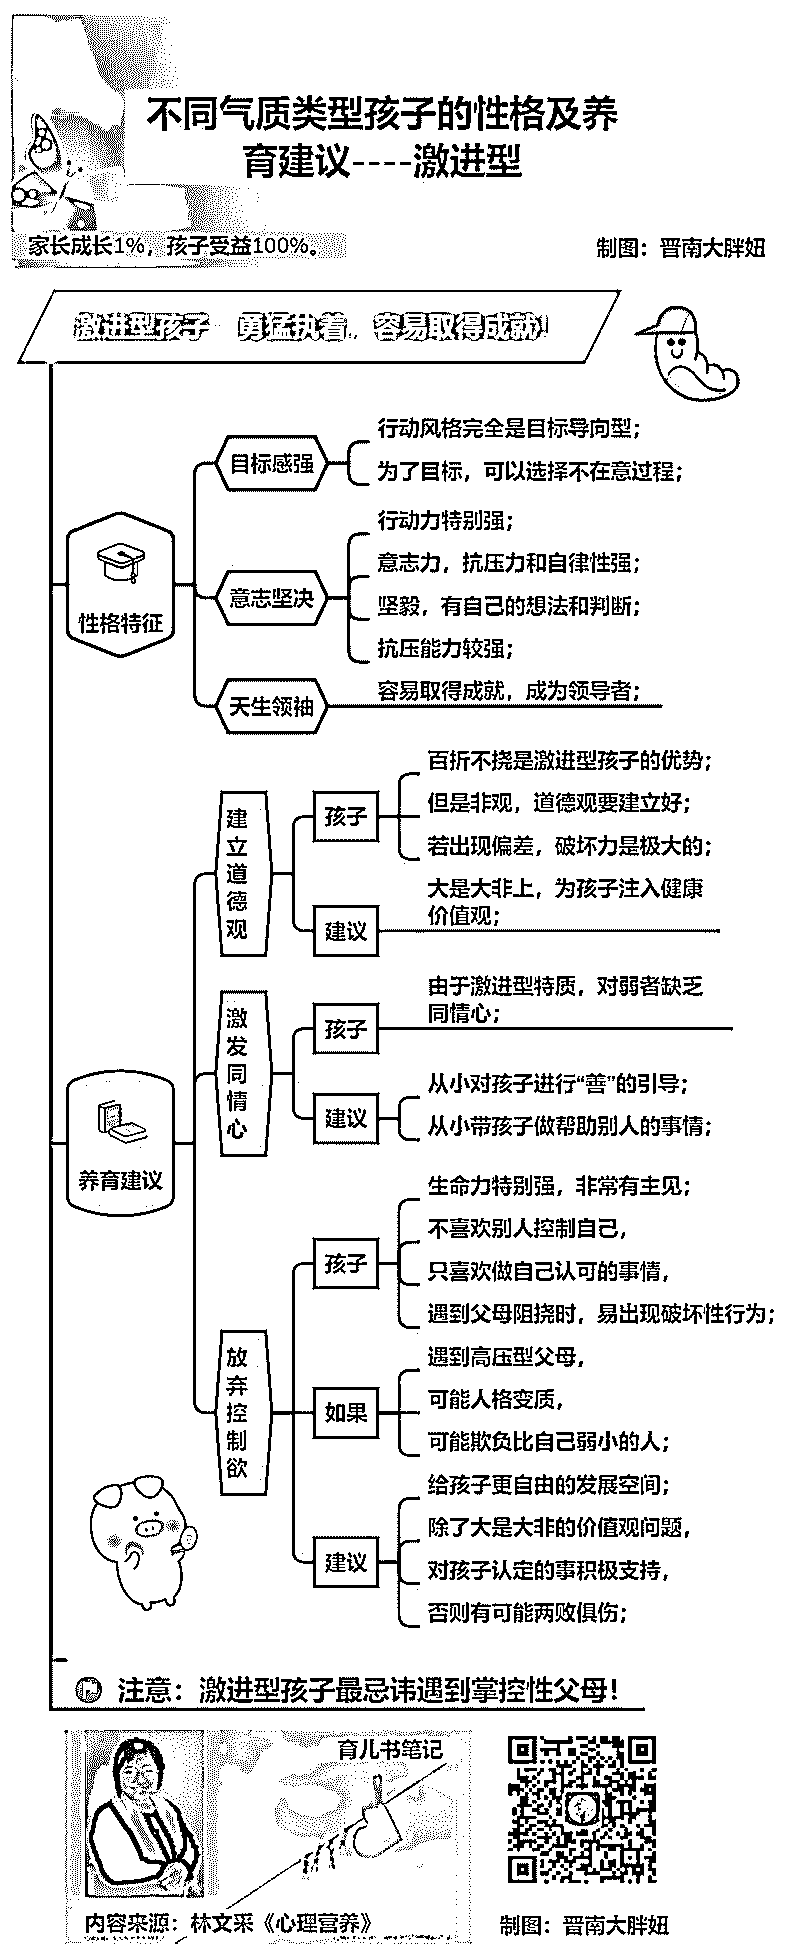 不同气质类型孩子的性格及养
育建议----激进型
家长成长1%，孩子受益100%。
制图：晋南大胖妞
激进型孩子 勇猛执着，容易取得成就！
性格特征
目标感强
行动风格完全是目标导向型；
为了目标，可以选择不在意过程；
意志坚决
行动力特别强；
意志力，抗压力和自律性强；
坚毅，有自己的想法和判断；
抗压能力较强；
天生领袖
容易取得成就，成为领导者；
养育建议
建立道德观
孩子
百折不挠是激进型孩子的优势；
但是非观，道德观要建立好；
若出现偏差，破坏力是极大的；
建议
大是大非上，为孩子注入健康
价值观；
激发同情心
孩子
由于激进型特质，对弱者缺乏
同情心；
建议
从小对孩子进行“善”的引导；
从小带孩子做帮助别人的事情；
放弃控制欲
孩子
生命力特别强，非常有主见；
不喜欢别人控制自己，
只喜欢做自己认可的事情，
遇到父母阻挠时，易出现破坏性行为；
如果
遇到高压型父母，
可能人格变质，
可能欺负比自己弱小的人；
建议
给孩子更自由的发展空间；
除了大是大非的价值观问题，
对孩子认定的事积极支持，
否则有可能两败俱伤；
注意：激进型孩子最忌讳遇到掌控性父母！
育儿书笔记
内容来源：林文采《心理营养》
制图：晋南大胖妞